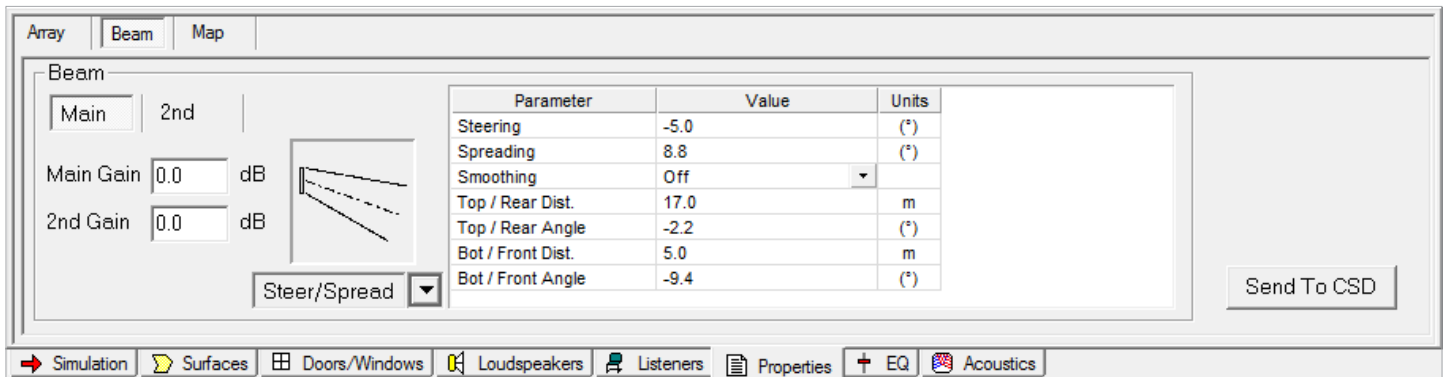 Array Beam Map
Beam
Main 2nd
Main Gain 0.0 dB
2nd Gain 0.0 dB
Steer/Spread
Parameter Value Units
Steering -5.0 (°)
Spreading 8.8 (°)
Smoothing Off
Top / Rear Dist. 17.0 m
Top / Rear Angle -2.2 (°)
Bot / Front Dist. 5.0 m
Bot / Front Angle -9.4 (°)
Send To CSD
Simulation Surfaces Doors/Windows Loudspeakers Listeners Properties EQ Acoustics